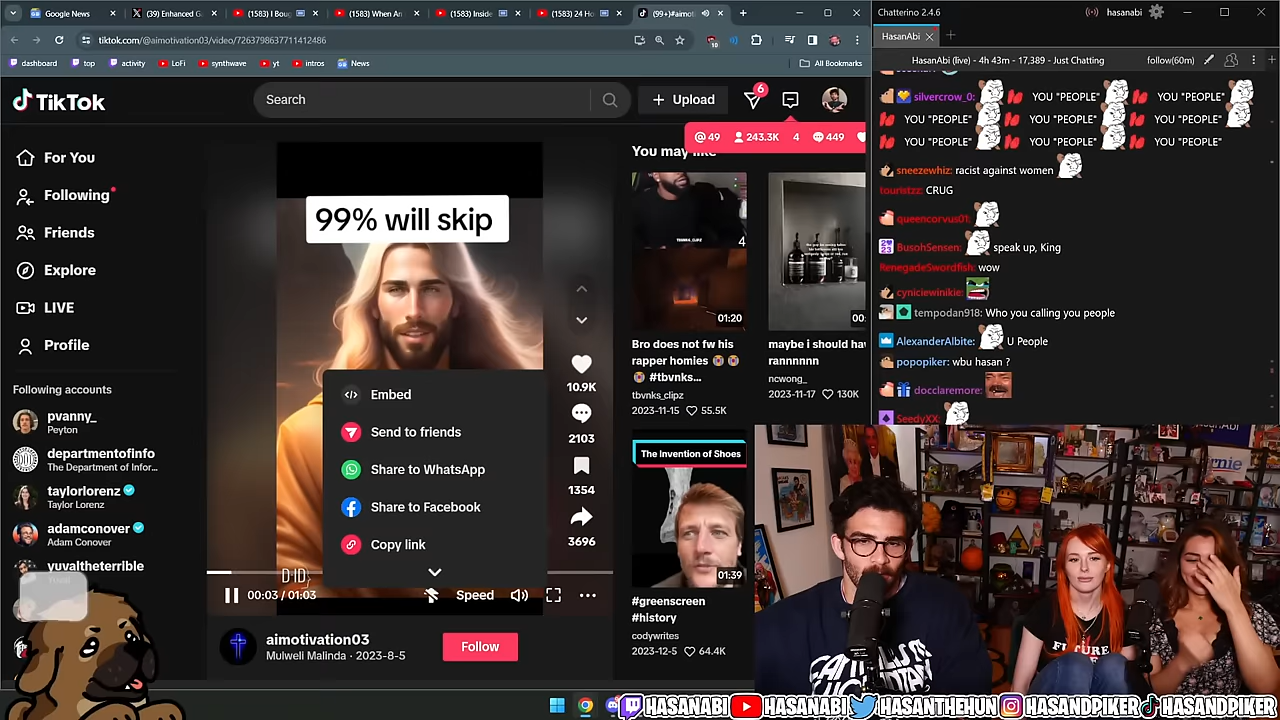 Google News
(39) Enhanced G
(1583) I Boug
(1583) When An
(1583) Inside
(1583) 24 Ho
(99+)#aimot
tiktok.com/@aimotivation03/video/7263798637711412486
dashboard
top
activity
LoFi
synthwave
yt
intros
News
All Bookmarks
TikTok
Search
Upload
6
49
243.3K
4
449
For You
Following
Friends
Explore
LIVE
Profile
Following accounts
pvanny_
Peyton
departmentofinfo
The Department of Infor...
taylorlorenz
Taylor Lorenz
adamconover
Adam Conover
yuvaltheterrible
99% will skip
10.9K
2103
1354
3696
Embed
Send to friends
Share to WhatsApp
Share to Facebook
Copy link
D-ID
00:03 / 01:03
Speed
aimotivation03
Mulweli Malinda · 2023-8-5
Follow
You may like
4
01:20
Bro does not fw his
rapper homies
#tbvnks...
tbvnks_clipz
2023-11-15
55.5K
maybe i should hav
rannnnnn
ncwong_
2023-11-17
130K
The Invention of Shoes
01:39
#greenscreen
#history
codywrites
2023-12-5
64.4K
Chatterino 2.4.6
hasanabi
HasanAbi
HasanAbi (live) - 4h 43m - 17,389 - Just Chatting
follow(60m)
silvercrow_0: YOU "PEOPLE" YOU "PEOPLE"
YOU "PEOPLE" YOU "PEOPLE" YOU "PEOPLE"
YOU "PEOPLE" YOU "PEOPLE" YOU "PEOPLE"
sneezewhiz: racist against women
touristzz: CRUG
queencorvus01:
BusohSensen: speak up, King
RenegadeSwordfish: wow
cyniciewinikie:
tempodan918: Who you calling you people
AlexanderAlbite: U People
popopiker: wbu hasan ?
docclaremore:
SeedyXX:
FUTURE
HASANABI
HASANABI
HASANTHEHUN
HASANDPIKER
HASANDPIKER